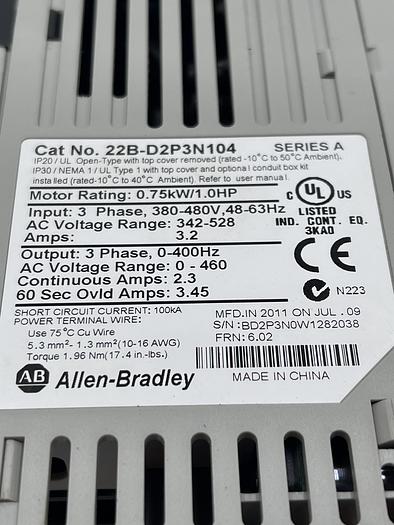 Cat No. 22B-D2P3N104 SERIES A
IP20 / UL Open-Type with top cover removed (rated -10°C to 50°C Ambient).
IP30 / NEMA 1 / UL Type 1 with top cover and optional conduit box kit
installed (rated-10°C to 40°C Ambient). Refer to user manual.
Motor Rating: 0.75kW/1.0HP
Input: 3 Phase, 380-480V,48-63Hz
AC Voltage Range: 342-528
Amps: 3.2
Output: 3 Phase, 0-400Hz
AC Voltage Range: 0 - 460
Continuous Amps: 2.3
60 Sec Ovld Amps: 3.45
C UL US
LISTED
IND. CONT. EQ.
3KA0
CE
N223
SHORT CIRCUIT CURRENT: 100kA
POWER TERMINAL WIRE:
Use 75°C Cu Wire
5.3 mm²- 1.3 mm²(10-16 AWG)
Torque 1.96 Nm(17.4 in.-lbs.)
MFD.IN 2011 ON JUL . 09
S/N: BD2P3N0W1282038
FRN: 6.02
AB Allen-Bradley
MADE IN CHINA